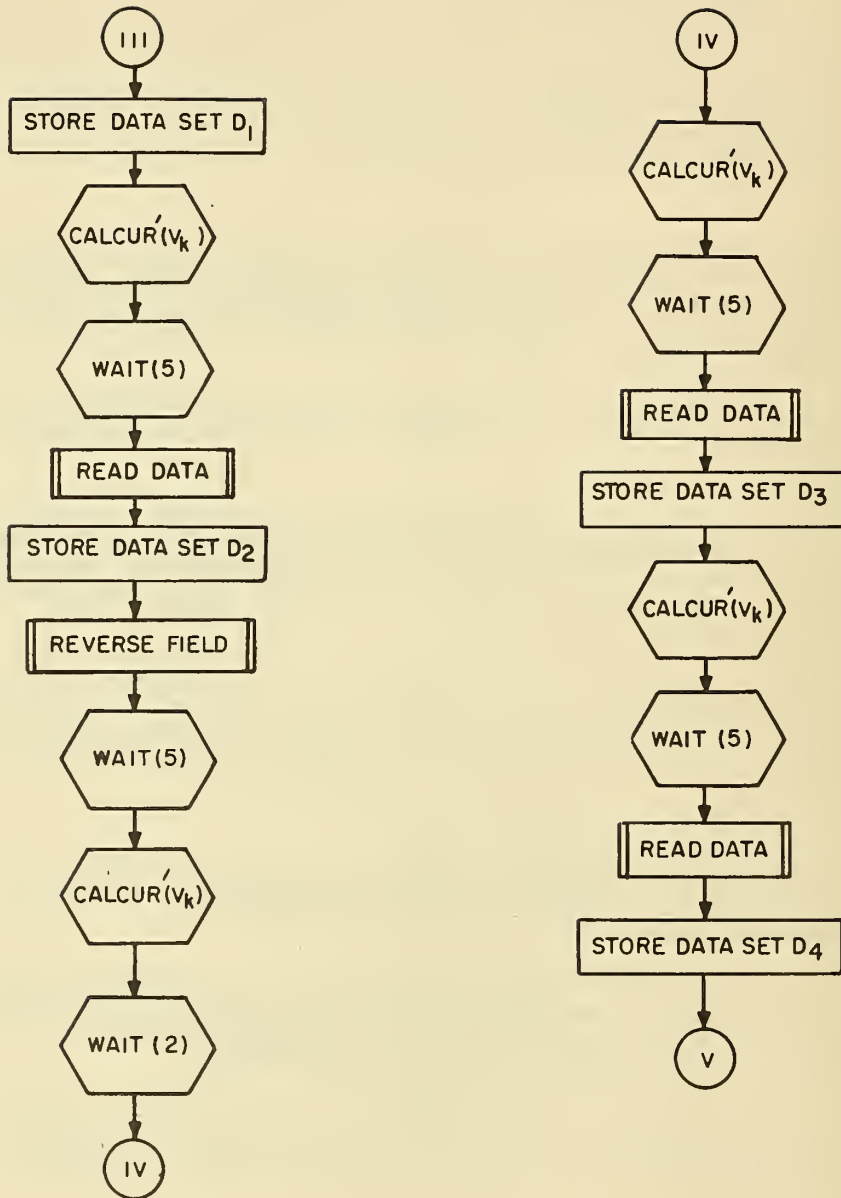 III
STORE DATA SET D1
CALCUR'(Vk)
WAIT(5)
READ DATA
STORE DATA SET D2
REVERSE FIELD
WAIT(5)
CALCUR'(Vk)
WAIT (2)
IV
IV
CALCUR'(Vk)
WAIT (5)
READ DATA
STORE DATA SET D3
CALCUR'(Vk)
WAIT (5)
READ DATA
STORE DATA SET D4
V